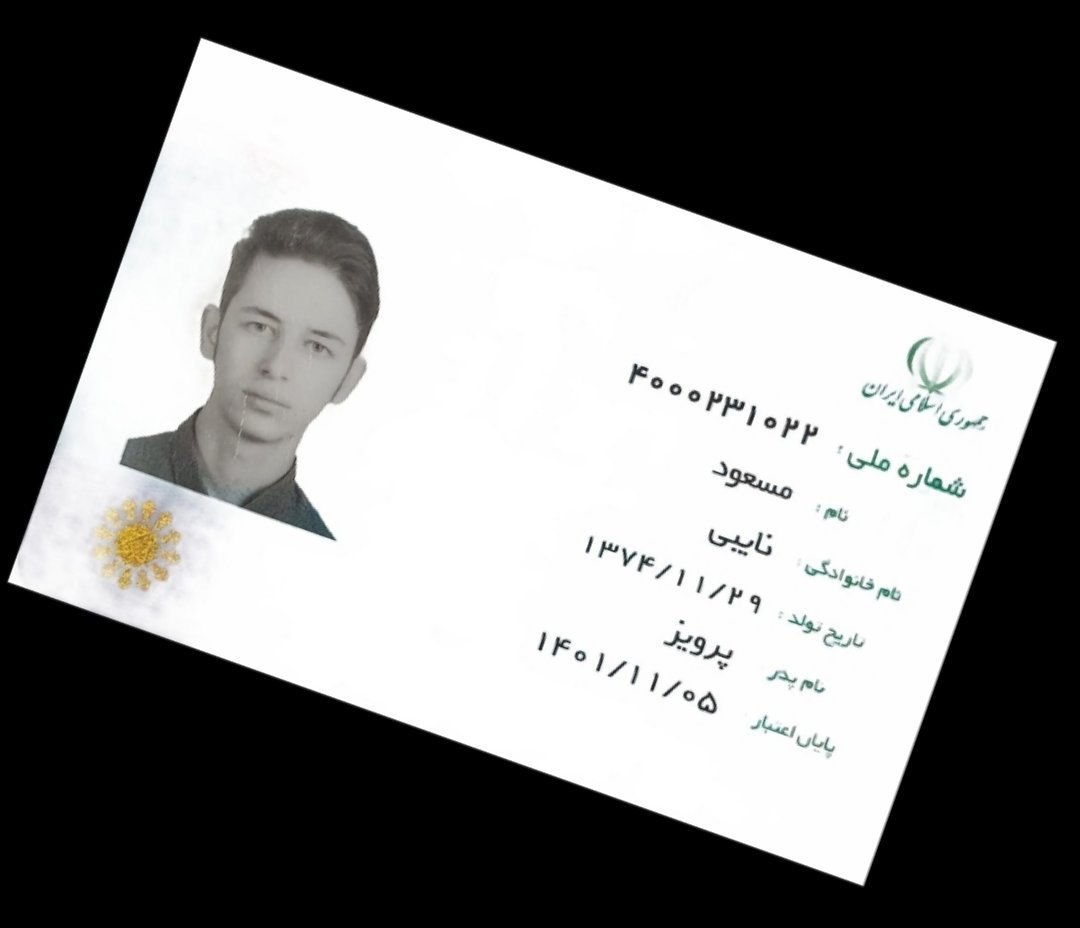 جمهوری اسلامی ایران
شماره ملی : ۴۰۰۰۲۳۱۰۲۲
نام : مسعود
نام خانوادگی : نایبی
تاریخ تولد : ۱۳۷۴/۱۱/۲۹
نام پدر : پرویز
پایان اعتبار : ۱۴۰۱/۱۱/۰۵